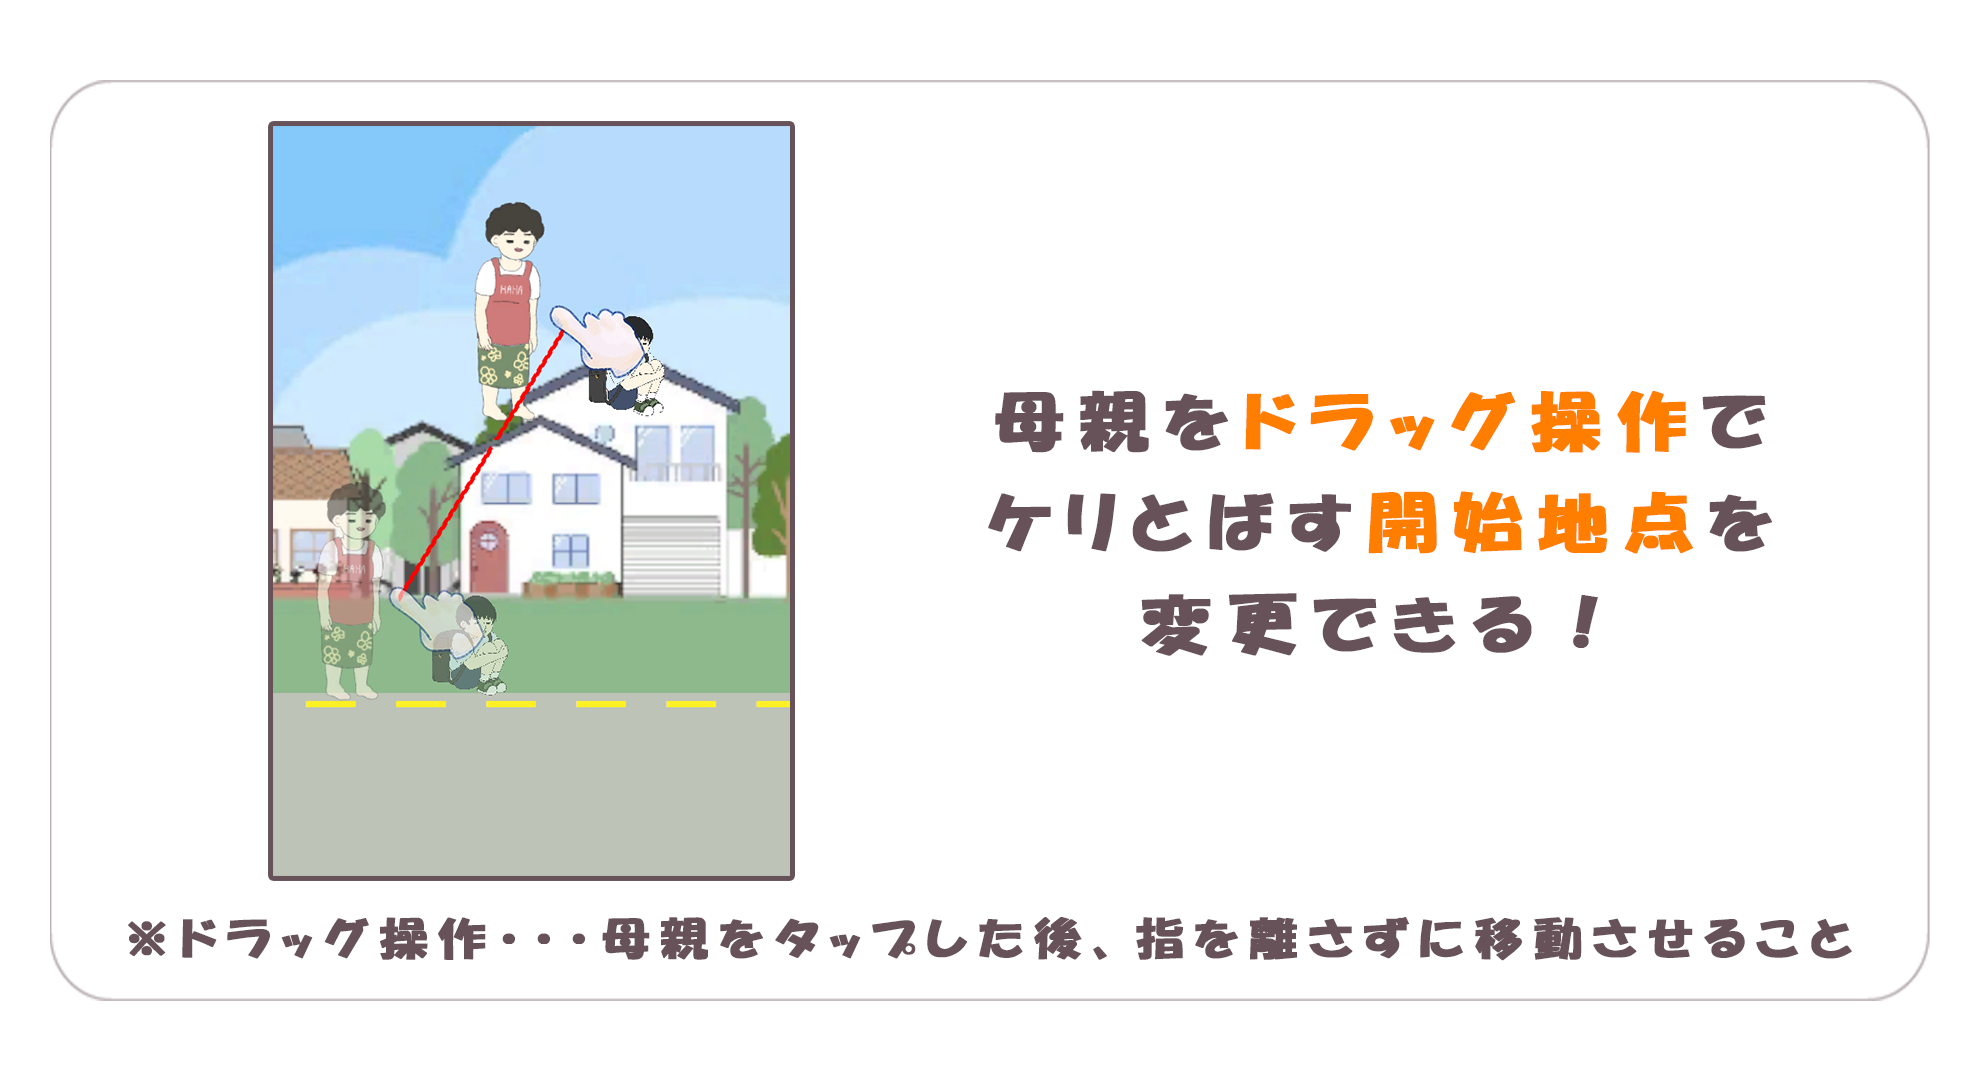 HAHA
HAHA
母親をドラッグ操作で
ケリとばす開始地点を
変更できる!
※ドラッグ操作・・・母親をタップした後、指を離さずに移動させること